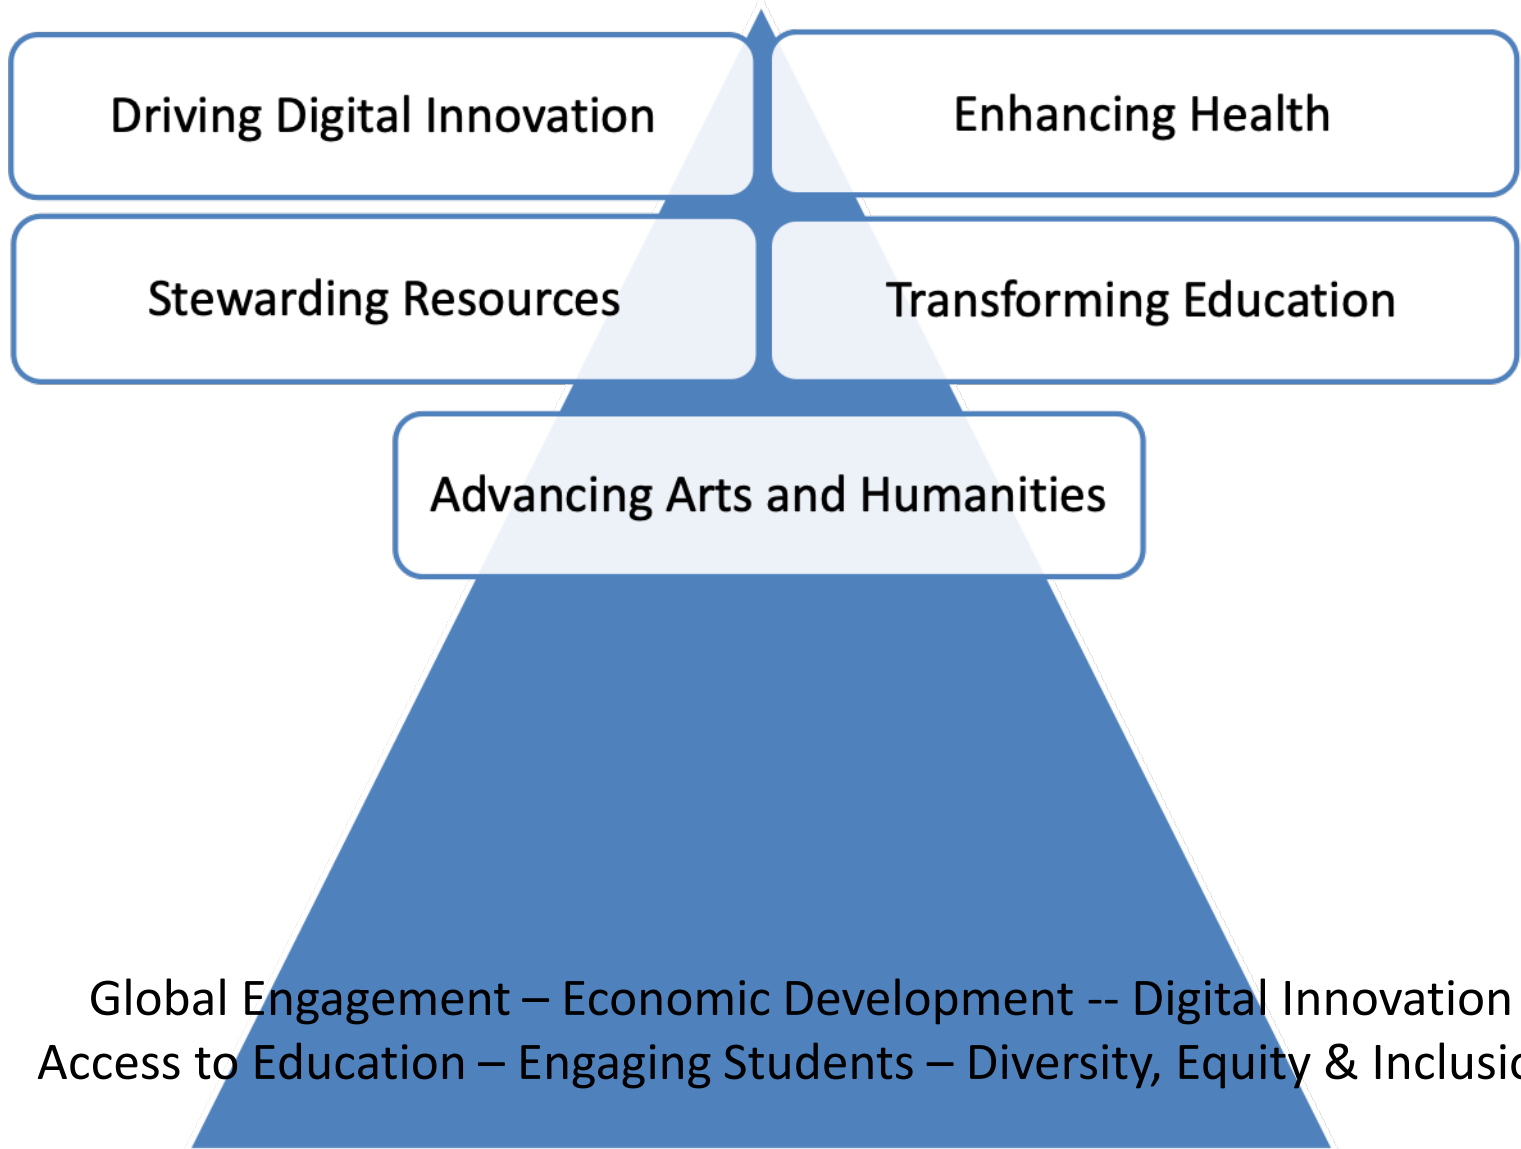 Driving Digital Innovation
Enhancing Health
Stewarding Resources
Transforming Education
Advancing Arts and Humanities
Global Engagement – Economic Development -- Digital Innovation
Access to Education – Engaging Students – Diversity, Equity & Inclusio